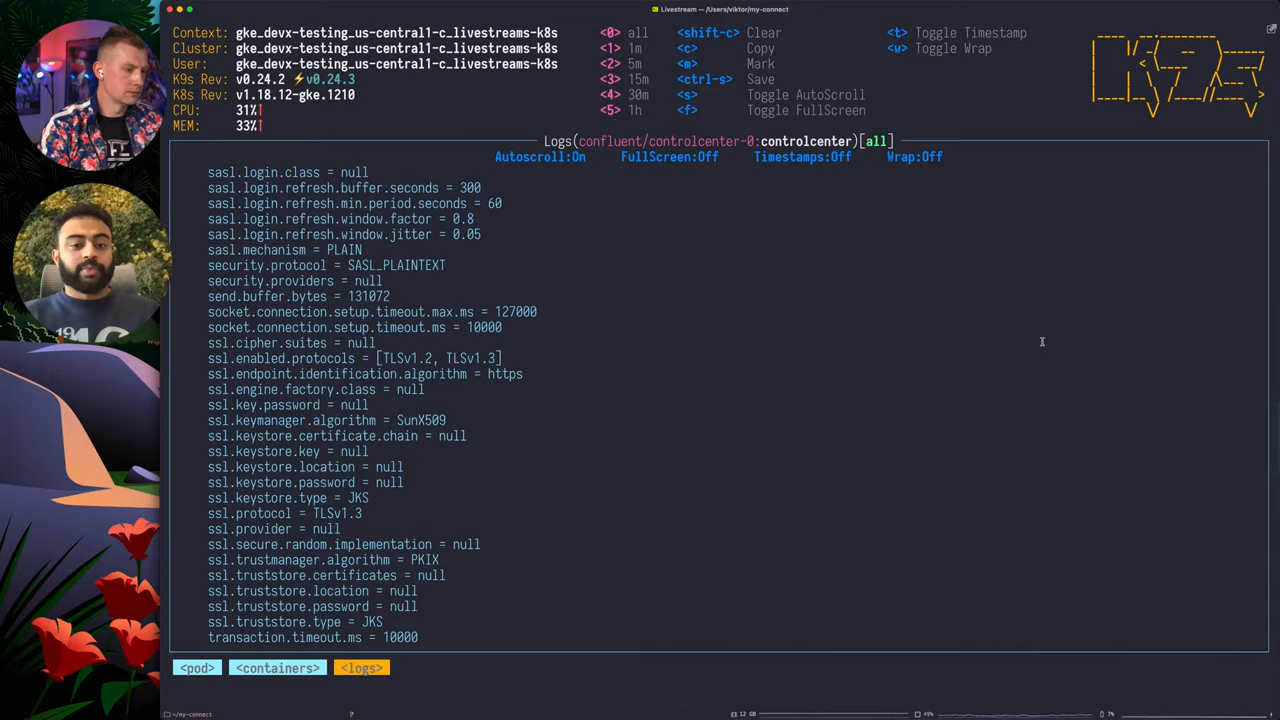 Livestream — /Users/viktor/my-connect
Context: gke_devx-testing_us-central1-c_livestreams-k8s <0> all <shift-c> Clear <t> Toggle Timestamp
Cluster: gke_devx-testing_us-central1-c_livestreams-k8s <1> 1m <c> Copy <w> Toggle Wrap
User: gke_devx-testing_us-central1-c_livestreams-k8s <2> 5m <m> Mark
K9s Rev: v0.24.2 ⚡v0.24.3 <3> 15m <ctrl-s> Save
K8s Rev: v1.18.12-gke.1210 <4> 30m <s> Toggle AutoScroll
CPU: 31%↑ <5> 1h <f> Toggle FullScreen
MEM: 33%↑
Logs(confluent/controlcenter-0:controlcenter)[all]
Autoscroll:On FullScreen:Off Timestamps:Off Wrap:Off
sasl.login.class = null
sasl.login.refresh.buffer.seconds = 300
sasl.login.refresh.min.period.seconds = 60
sasl.login.refresh.window.factor = 0.8
sasl.login.refresh.window.jitter = 0.05
sasl.mechanism = PLAIN
security.protocol = SASL_PLAINTEXT
security.providers = null
send.buffer.bytes = 131072
socket.connection.setup.timeout.max.ms = 127000
socket.connection.setup.timeout.ms = 10000
ssl.cipher.suites = null
ssl.enabled.protocols = [TLSv1.2, TLSv1.3]
ssl.endpoint.identification.algorithm = https
ssl.engine.factory.class = null
ssl.key.password = null
ssl.keymanager.algorithm = SunX509
ssl.keystore.certificate.chain = null
ssl.keystore.key = null
ssl.keystore.location = null
ssl.keystore.password = null
ssl.keystore.type = JKS
ssl.protocol = TLSv1.3
ssl.provider = null
ssl.secure.random.implementation = null
ssl.trustmanager.algorithm = PKIX
ssl.truststore.certificates = null
ssl.truststore.location = null
ssl.truststore.password = null
ssl.truststore.type = JKS
transaction.timeout.ms = 10000
<pod> <containers> <logs>
~/my-connect 12 GB 49% 7%